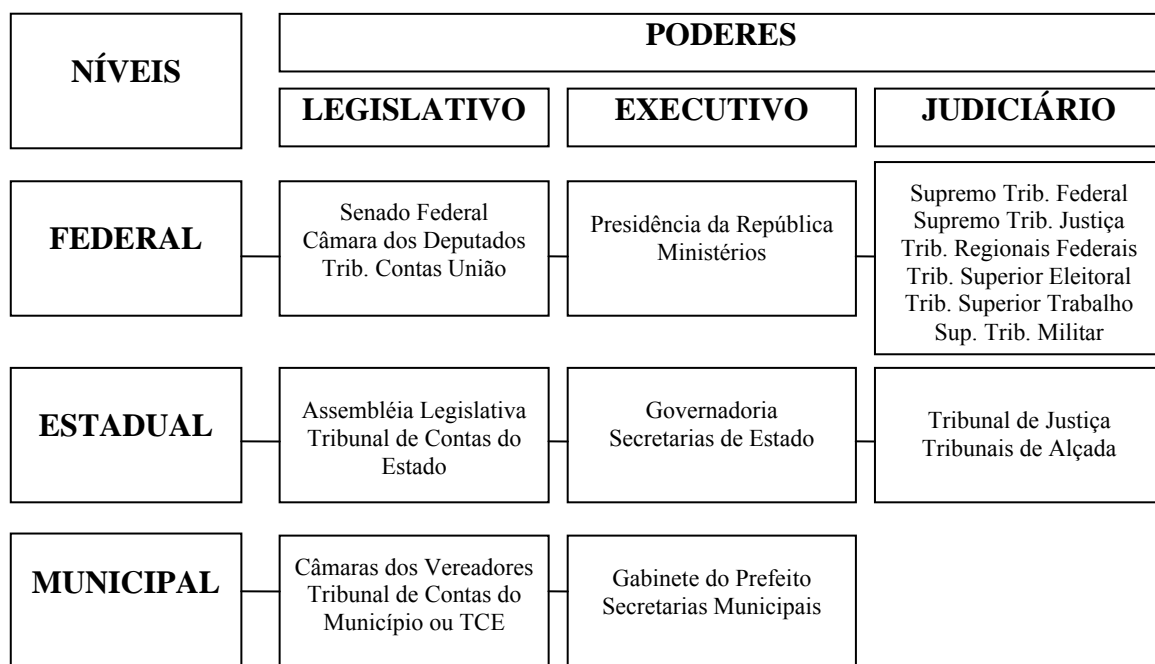 NÍVEIS
PODERES
LEGISLATIVO
EXECUTIVO
JUDICIÁRIO
FEDERAL
Senado Federal
Câmara dos Deputados
Trib. Contas União
Presidência da República
Ministérios
Supremo Trib. Federal
Supremo Trib. Justiça
Trib. Regionais Federais
Trib. Superior Eleitoral
Trib. Superior Trabalho
Sup. Trib. Militar
ESTADUAL
Assembléia Legislativa
Tribunal de Contas do
Estado
Governadoria
Secretarias de Estado
Tribunal de Justiça
Tribunais de Alçada
MUNICIPAL
Câmaras dos Vereadores
Tribunal de Contas do
Município ou TCE
Gabinete do Prefeito
Secretarias Municipais